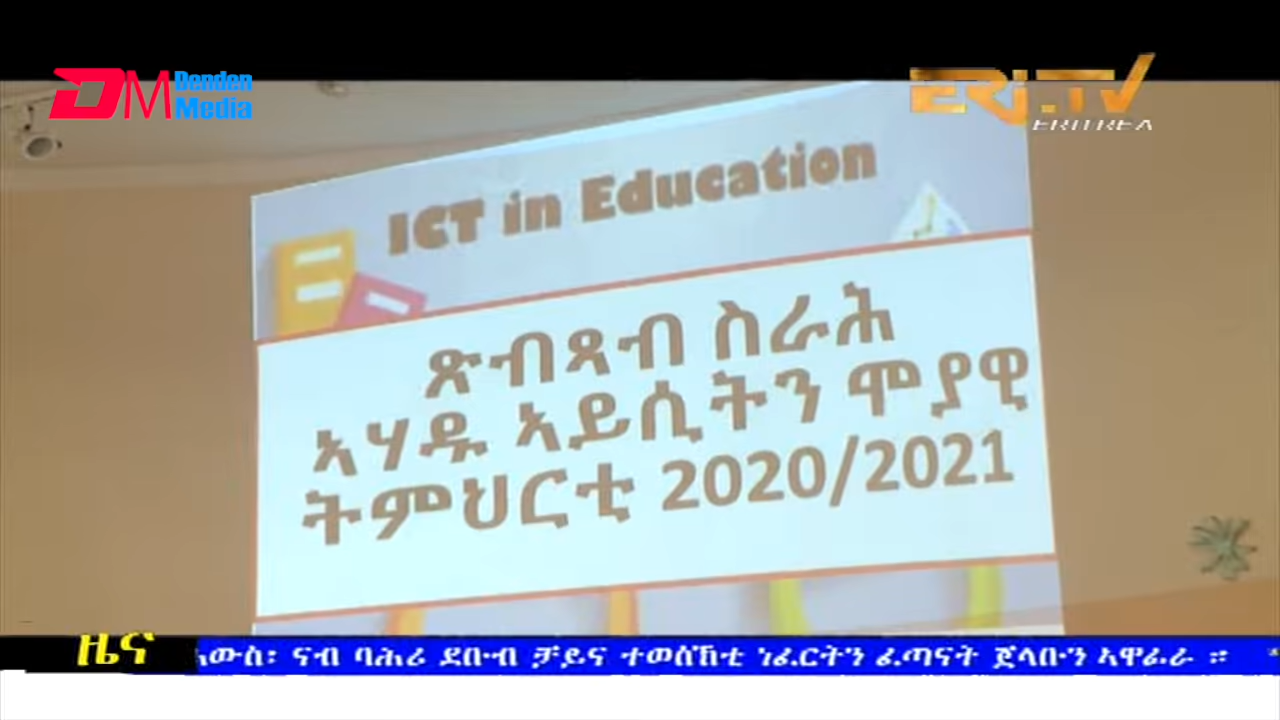 DM Denden Media
ERi-TV
ERITREA
ICT in Education
ጽብጻብ ስራሕ
ኣሃዱ ኣይሲትን ሞያዊ
ትምህርቲ 2020/2021
ዜና
ናብ ባሕሪ ደቡብ ቻይና ተወሰኸቲ ነፈርትን ፈጣናት ጀላቡን ኣዋፊራ ።